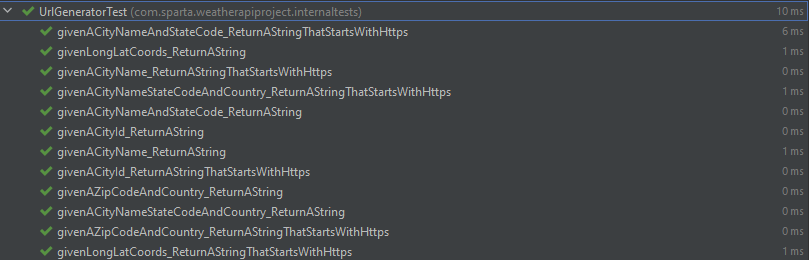 UrlGeneratorTest (com.sparta.weatherapiproject.internaltests) 10 ms
givenACityNameAndStateCode_ReturnAStringThatStartsWithHttps 6 ms
givenLongLatCoords_ReturnAString 1 ms
givenACityName_ReturnAStringThatStartsWithHttps 0 ms
givenACityNameStateCodeAndCountry_ReturnAStringThatStartsWithHttps 1 ms
givenACityNameAndStateCode_ReturnAString 0 ms
givenACityId_ReturnAString 0 ms
givenACityName_ReturnAString 1 ms
givenACityId_ReturnAStringThatStartsWithHttps 0 ms
givenAZipCodeAndCountry_ReturnAString 0 ms
givenACityNameStateCodeAndCountry_ReturnAString 0 ms
givenAZipCodeAndCountry_ReturnAStringThatStartsWithHttps 0 ms
givenLongLatCoords_ReturnAStringThatStartsWithHttps 1 ms